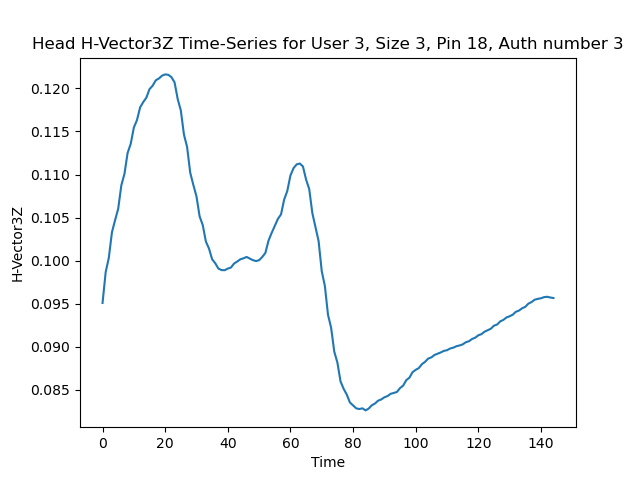 Head H-Vector3Z Time-Series for User 3, Size 3, Pin 18, Auth number 3
0.120
0.115
0.110
0.105
0.100
0.095
0.090
0.085
H-Vector3Z
0 20 40 60 80 100 120 140
Time